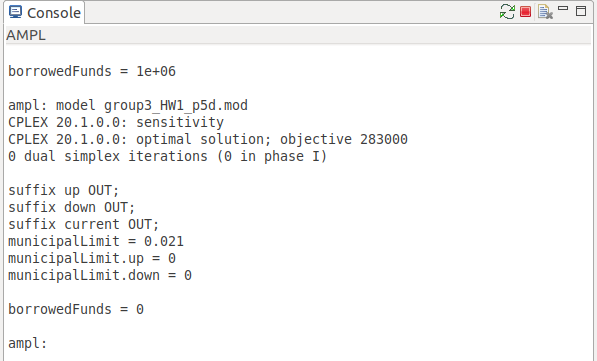 Console
AMPL
borrowedFunds = 1e+06
ampl: model group3_HW1_p5d.mod
CPLEX 20.1.0.0: sensitivity
CPLEX 20.1.0.0: optimal solution; objective 283000
0 dual simplex iterations (0 in phase I)
suffix up OUT;
suffix down OUT;
suffix current OUT;
municipalLimit = 0.021
municipalLimit.up = 0
municipalLimit.down = 0
borrowedFunds = 0
ampl: